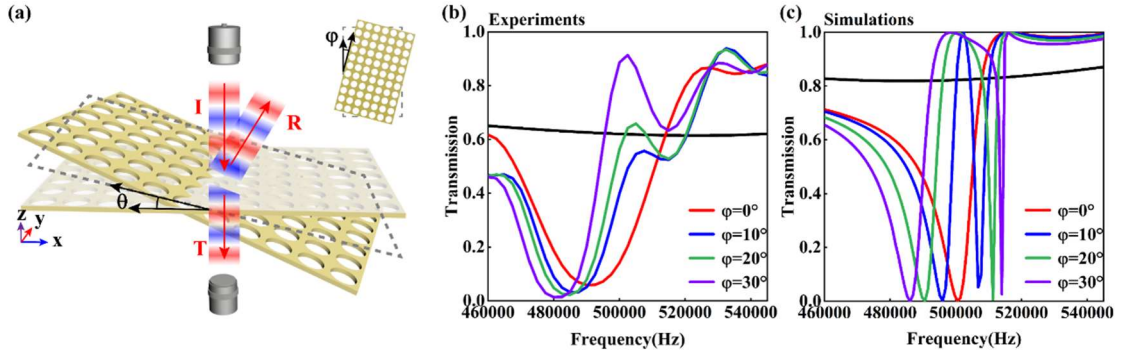 (a)
φ
I
R
θ
T
z
y
x
(b)
Experiments
Transmission
1.0
0.8
0.6
0.4
0.2
0.0
φ=0°
φ=10°
φ=20°
φ=30°
460000 480000 500000 520000 540000
Frequency(Hz)
(c)
Simulations
Transmission
1.0
0.8
0.6
0.4
0.2
0.0
φ=0°
φ=10°
φ=20°
φ=30°
460000 480000 500000 520000 540000
Frequency(Hz)